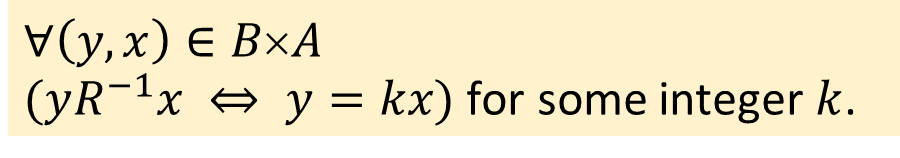 ∀(y, x) ∈ B×A
(yR⁻¹x ⇔ y = kx) for some integer k.